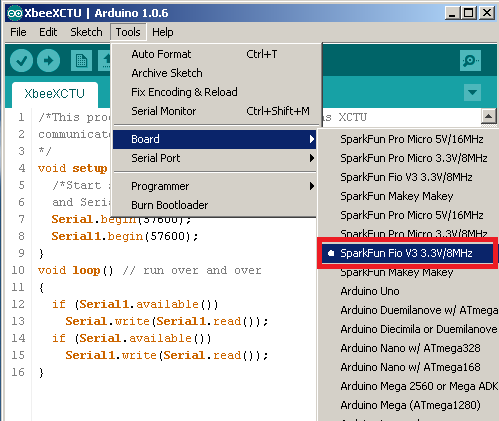 XbeeXCTU | Arduino 1.0.6
File Edit Sketch Tools Help
XbeeXCTU
Auto Format Ctrl+T
Archive Sketch
Fix Encoding & Reload
Serial Monitor Ctrl+Shift+M
Board
Serial Port
Programmer
Burn Bootloader
SparkFun Pro Micro 5V/16MHz
SparkFun Pro Micro 3.3V/8MHz
SparkFun Fio V3 3.3V/8MHz
SparkFun Makey Makey
SparkFun Pro Micro 5V/16MHz
SparkFun Pro Micro 3.3V/8MHz
SparkFun Fio V3 3.3V/8MHz
SparkFun Makey Makey
Arduino Uno
Arduino Duemilanove w/ ATmega
Arduino Diecimila or Duemilanove
Arduino Nano w/ ATmega328
Arduino Nano w/ ATmega168
Arduino Mega 2560 or Mega ADK
Arduino Mega (ATmega1280)
1 /*This pro s XCTU
2 communicat
3 */
4 void setup
5 /*Start
6 and Seria
7 Serial.begin(57600);
8 Serial1.begin(57600);
9 }
10 void loop() // run over and over
11 {
12 if (Serial1.available())
13 Serial.write(Serial1.read());
14 if (Serial.available())
15 Serial1.write(Serial.read());
16 }